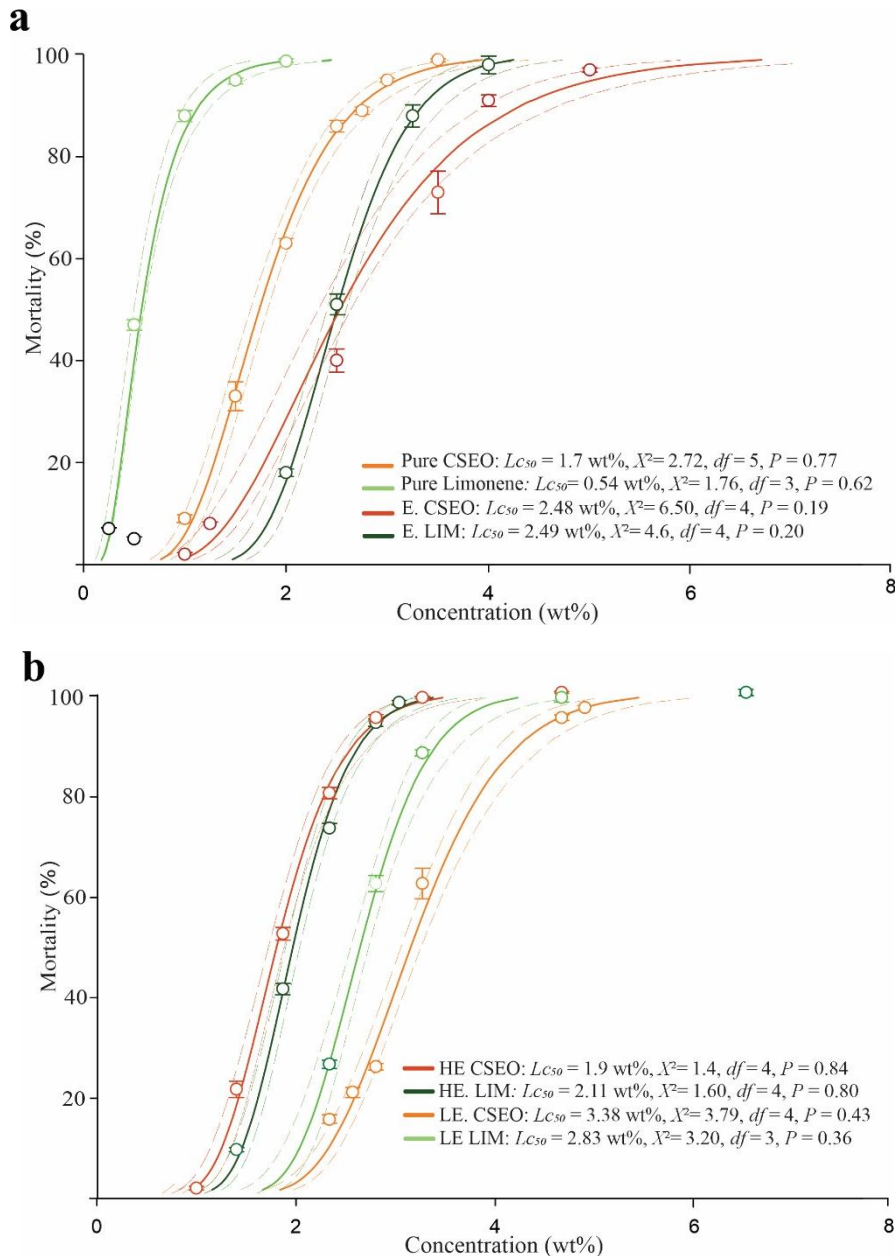 a
100
80
60
40
20
Mortality (%)
Pure CSEO: Lc50 = 1.7 wt%, X²= 2.72, df = 5, P = 0.77
Pure Limonene: Lc50= 0.54 wt%, X²= 1.76, df = 3, P = 0.62
E. CSEO: Lc50 = 2.48 wt%, X²= 6.50, df = 4, P = 0.19
E. LIM: Lc50 = 2.49 wt%, X²= 4.6, df = 4, P = 0.20
0 2 4 6 8
Concentration (wt%)
b
100
80
60
40
20
Mortality (%)
HE CSEO: Lc50 = 1.9 wt%, X²= 1.4, df = 4, P = 0.84
HE. LIM: Lc50 = 2.11 wt%, X²= 1.60, df = 4, P = 0.80
LE. CSEO: Lc50 = 3.38 wt%, X²= 3.79, df = 4, P = 0.43
LE LIM: Lc50 = 2.83 wt%, X²= 3.20, df = 3, P = 0.36
0 2 4 6 8
Concentration (wt%)